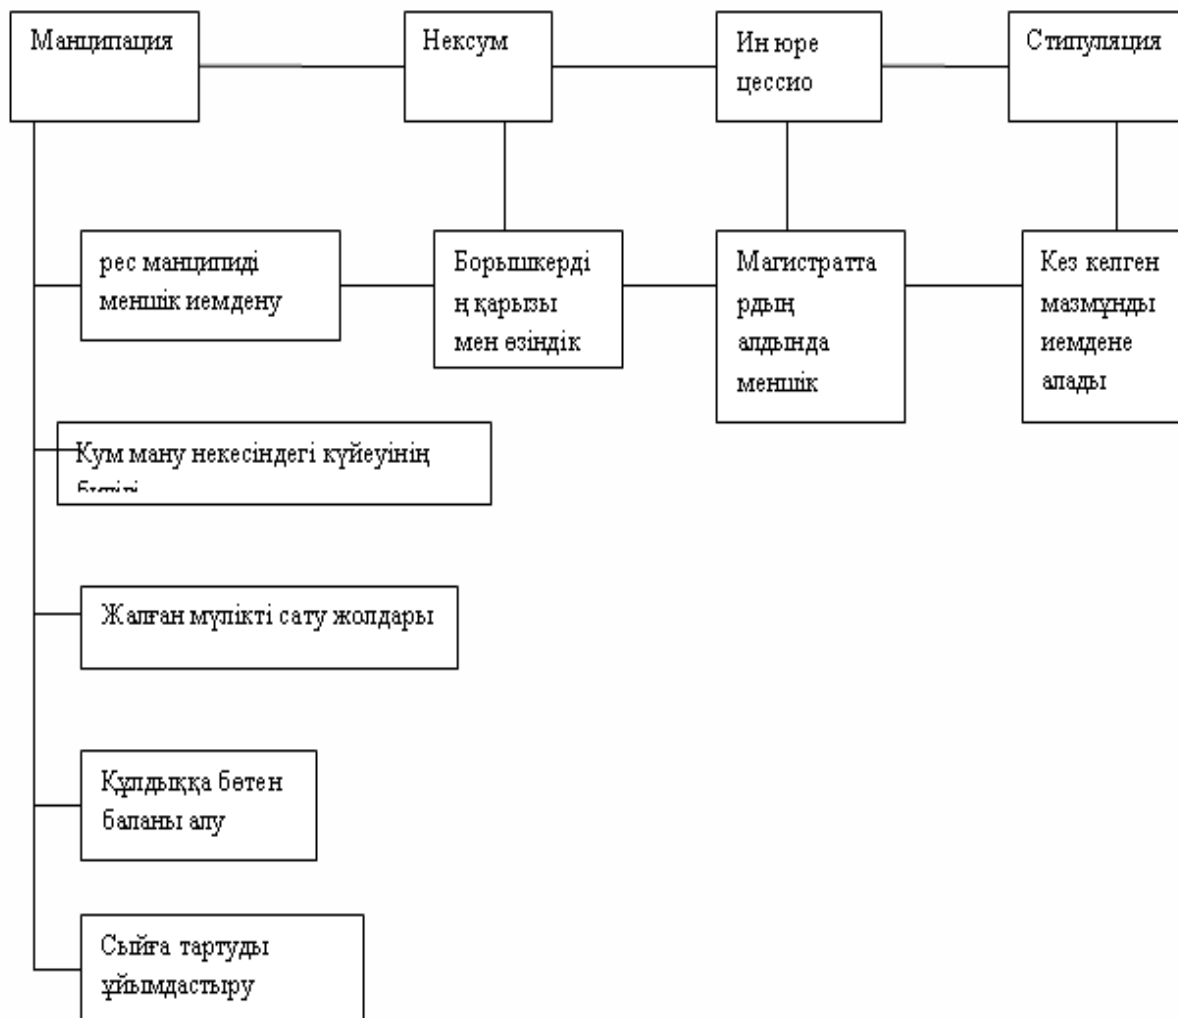 Манципация
Нексум
Ин юре
цессио
Стипуляция
рес манципиді
меншік иемдену
Борышкерді
ң қарызы
мен өзіндік
Магистратта
рдың
алдында
меншік
Кез келген
мазмұнды
иемдене
алады
Кум ману некесіндегі күйеуінің
Жалған мүлікті сату жолдары
Құлдыққа бөтен
баланы алу
Сыйға тартуды
ұйымдастыру